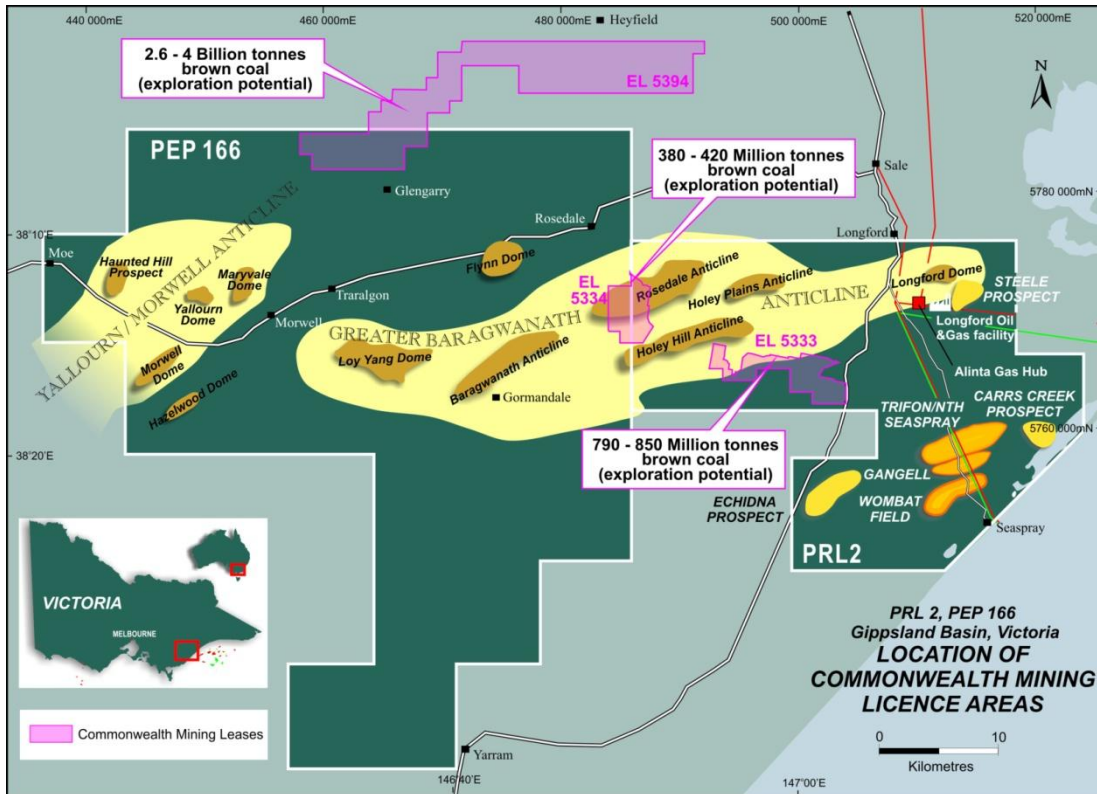 440 000mE
460 000mE
480 000mE
500 000mE
520 000mE
Heyfield
2.6 - 4 Billion tonnes
brown coal
(exploration potential)
EL 5394
N
PEP 166
380 - 420 Million tonnes
brown coal
(exploration potential)
Sale
Glengarry
5780 000mN
Rosedale
Longford
38°10'E
Moe
YALLOURN / MORWELL ANTICLINE
Haunted Hill
Prospect
Maryvale
Dome
Yallourn
Dome
Flynn Dome
Traralgon
Morwell
EL
5334
Rosedale Anticline
Holey Plains Anticline
Longford Dome
STEELE
PROSPECT
GREATER BARAGWANATH
ANTICLINE
Longford Oil
&Gas facility
Holey Hill Anticline
EL 5333
Loy Yang Dome
Baragwanath Anticline
Morwell
Dome
Hazelwood Dome
Gormandale
Alinta Gas Hub
CARRS CREEK
PROSPECT
TRIFON/NTH
SEASPRAY
5760 000mN
38°20'E
790 - 850 Million tonnes
brown coal
(exploration potential)
GANGELL
ECHIDNA
PROSPECT
WOMBAT
FIELD
Seaspray
PRL2
VICTORIA
MELBOURNE
PRL 2, PEP 166
Gippsland Basin, Victoria
LOCATION OF
COMMONWEALTH MINING
LICENCE AREAS
Commonwealth Mining Leases
Yarram
0
10
Kilometres
146°40'E
147°00'E